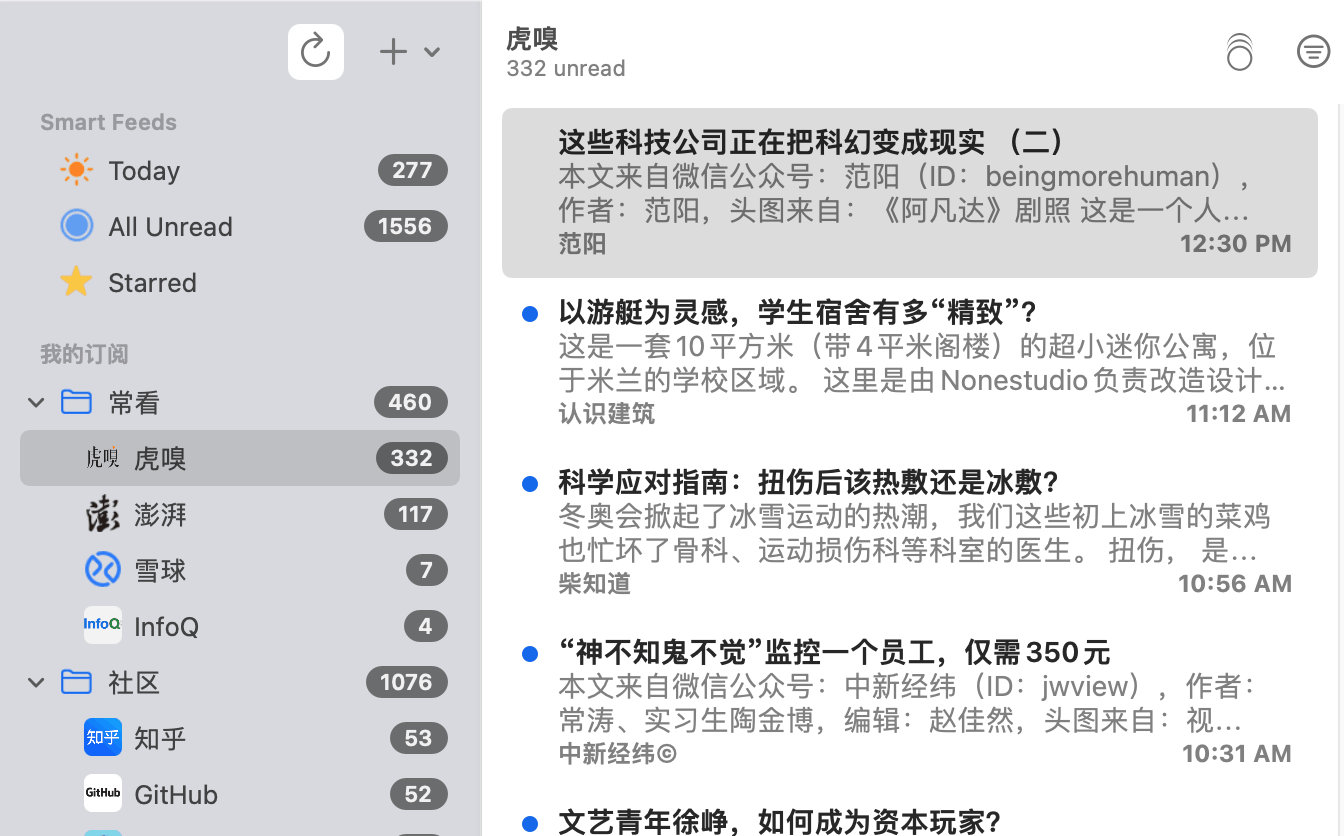 Smart Feeds
Today 277
All Unread 1556
Starred
我的订阅
常看 460
虎嗅 虎嗅 332
澎 澎湃 117
雪球 7
InfoQ InfoQ 4
社区 1076
知乎 知乎 53
GitHub GitHub 52
虎嗅
332 unread
这些科技公司正在把科幻变成现实 （二）
本文来自微信公众号：范阳（ID：beingmorehuman），
作者：范阳，头图来自：《阿凡达》剧照 这是一个人...
范阳 12:30 PM
以游艇为灵感，学生宿舍有多“精致”？
这是一套10平方米（带4平米阁楼）的超小迷你公寓，位
于米兰的学校区域。 这里是由Nonestudio负责改造设计...
认识建筑 11:12 AM
科学应对指南：扭伤后该热敷还是冰敷？
冬奥会掀起了冰雪运动的热潮，我们这些初上冰雪的菜鸡
也忙坏了骨科、运动损伤科等科室的医生。 扭伤， 是...
柴知道 10:56 AM
“神不知鬼不觉”监控一个员工，仅需350元
本文来自微信公众号：中新经纬（ID：jwview），作者：
常涛、实习生陶金博，编辑：赵佳然，头图来自：视...
中新经纬© 10:31 AM
文艺青年徐峥，如何成为资本玩家？